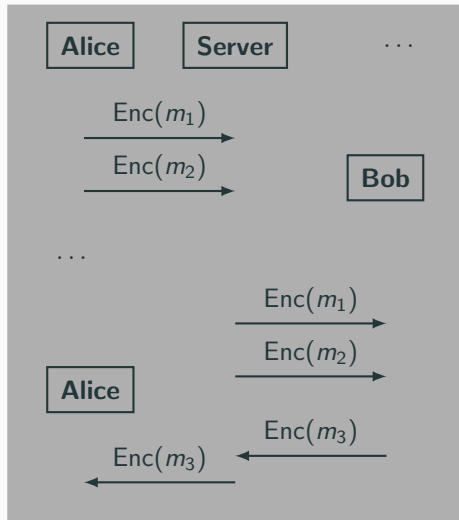 Alice Server ...
Enc(m1)
Enc(m2)
Bob
...
Enc(m1)
Enc(m2)
Alice
Enc(m3)
Enc(m3)